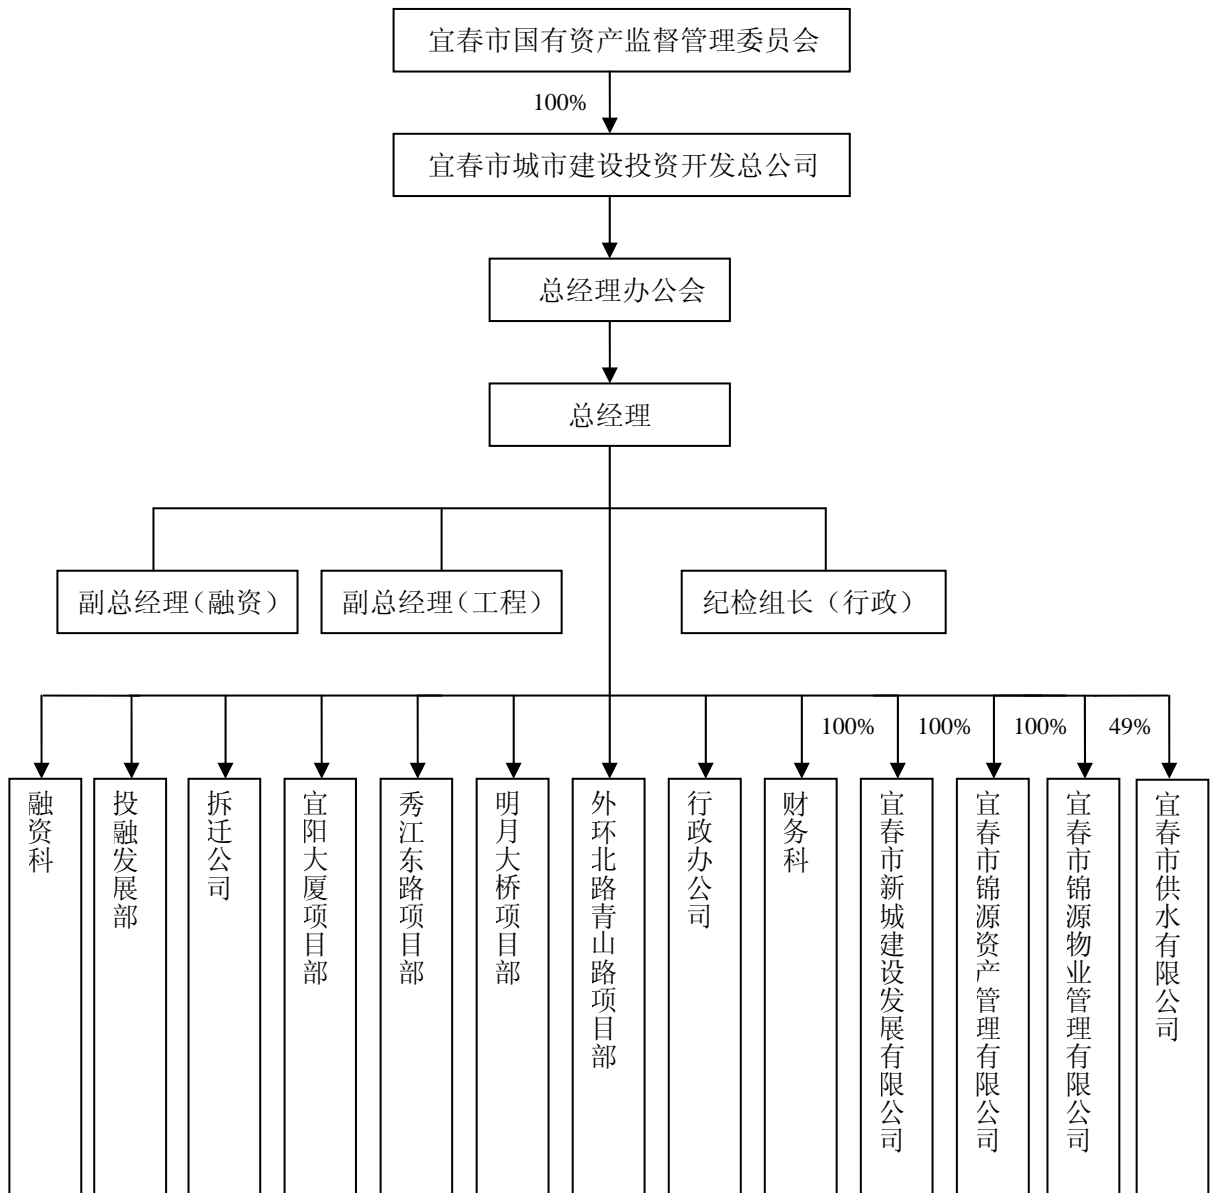 宜春市国有资产监督管理委员会
100%
宜春市城市建设投资开发总公司
总经理办公会
总经理
副总经理（融资）
副总经理（工程）
纪检组长（行政）
100%
100%
100%
49%
融资科
投融发展部
拆迁公司
宜阳大厦项目部
秀江东路项目部
明月大桥项目部
外环北路青山路项目部
行政办公司
财务科
宜春市新城建设发展有限公司
宜春市锦源资产管理有限公司
宜春市锦源物业管理有限公司
宜春市供水有限公司